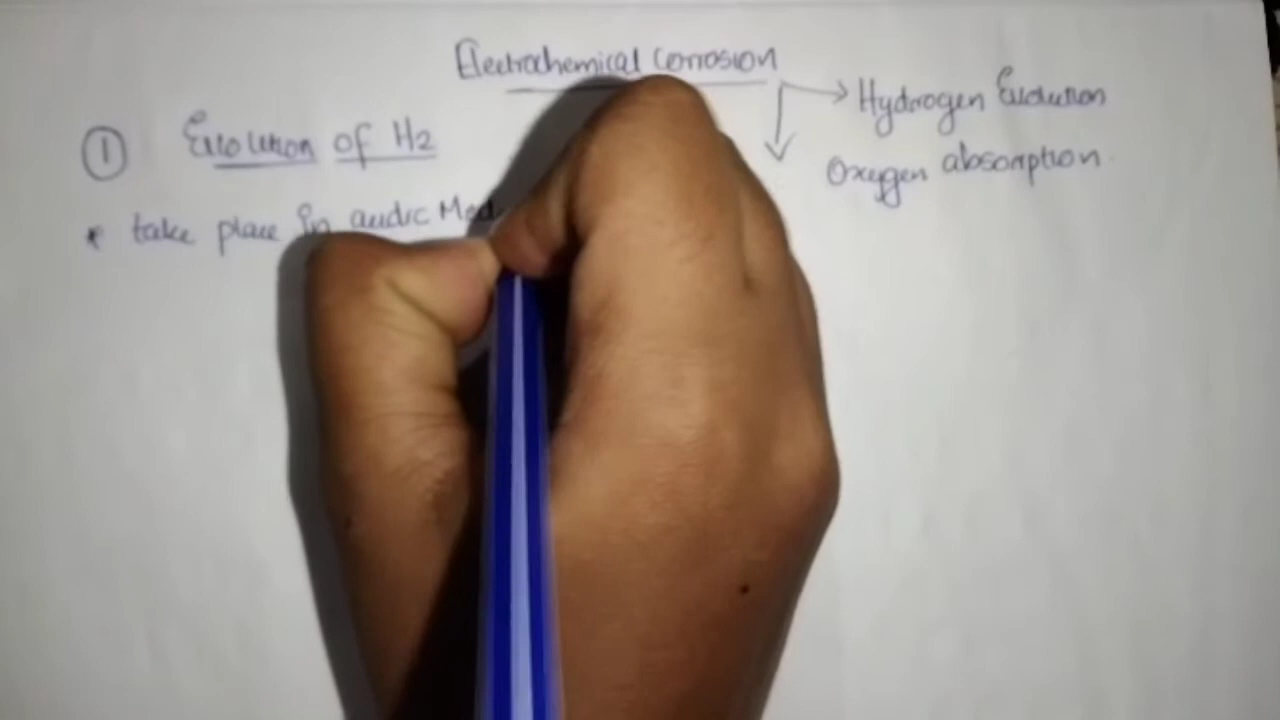 Electrochemical Corrosion
→ Hydrogen Evolution
① Evolution of H2
Oxygen absorption
* take place in acidic Med